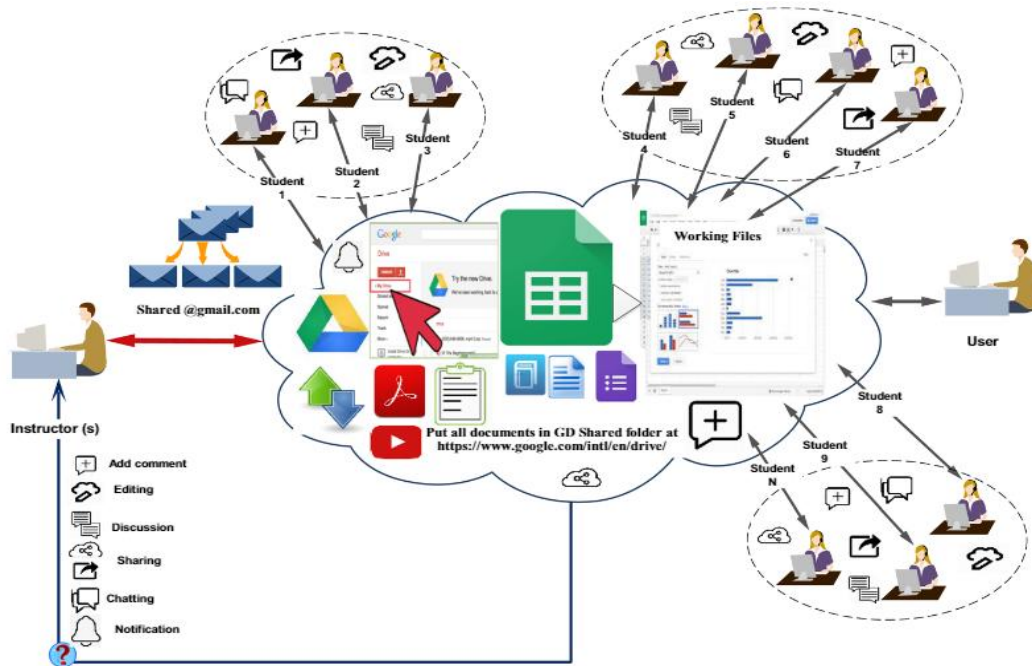 Student
1
Student
2
Student
3
Student
4
Student
5
Student
6
Student
7
Shared @gmail.com
Google
Drive
My Drive
Try the new Drive.
Working Files
User
Instructor (s)
Put all documents in GD Shared folder at
https://www.google.com/intl/en/drive/
Student
8
Student
9
Student
N
Add comment
Editing
Discussion
Sharing
Chatting
Notification
?